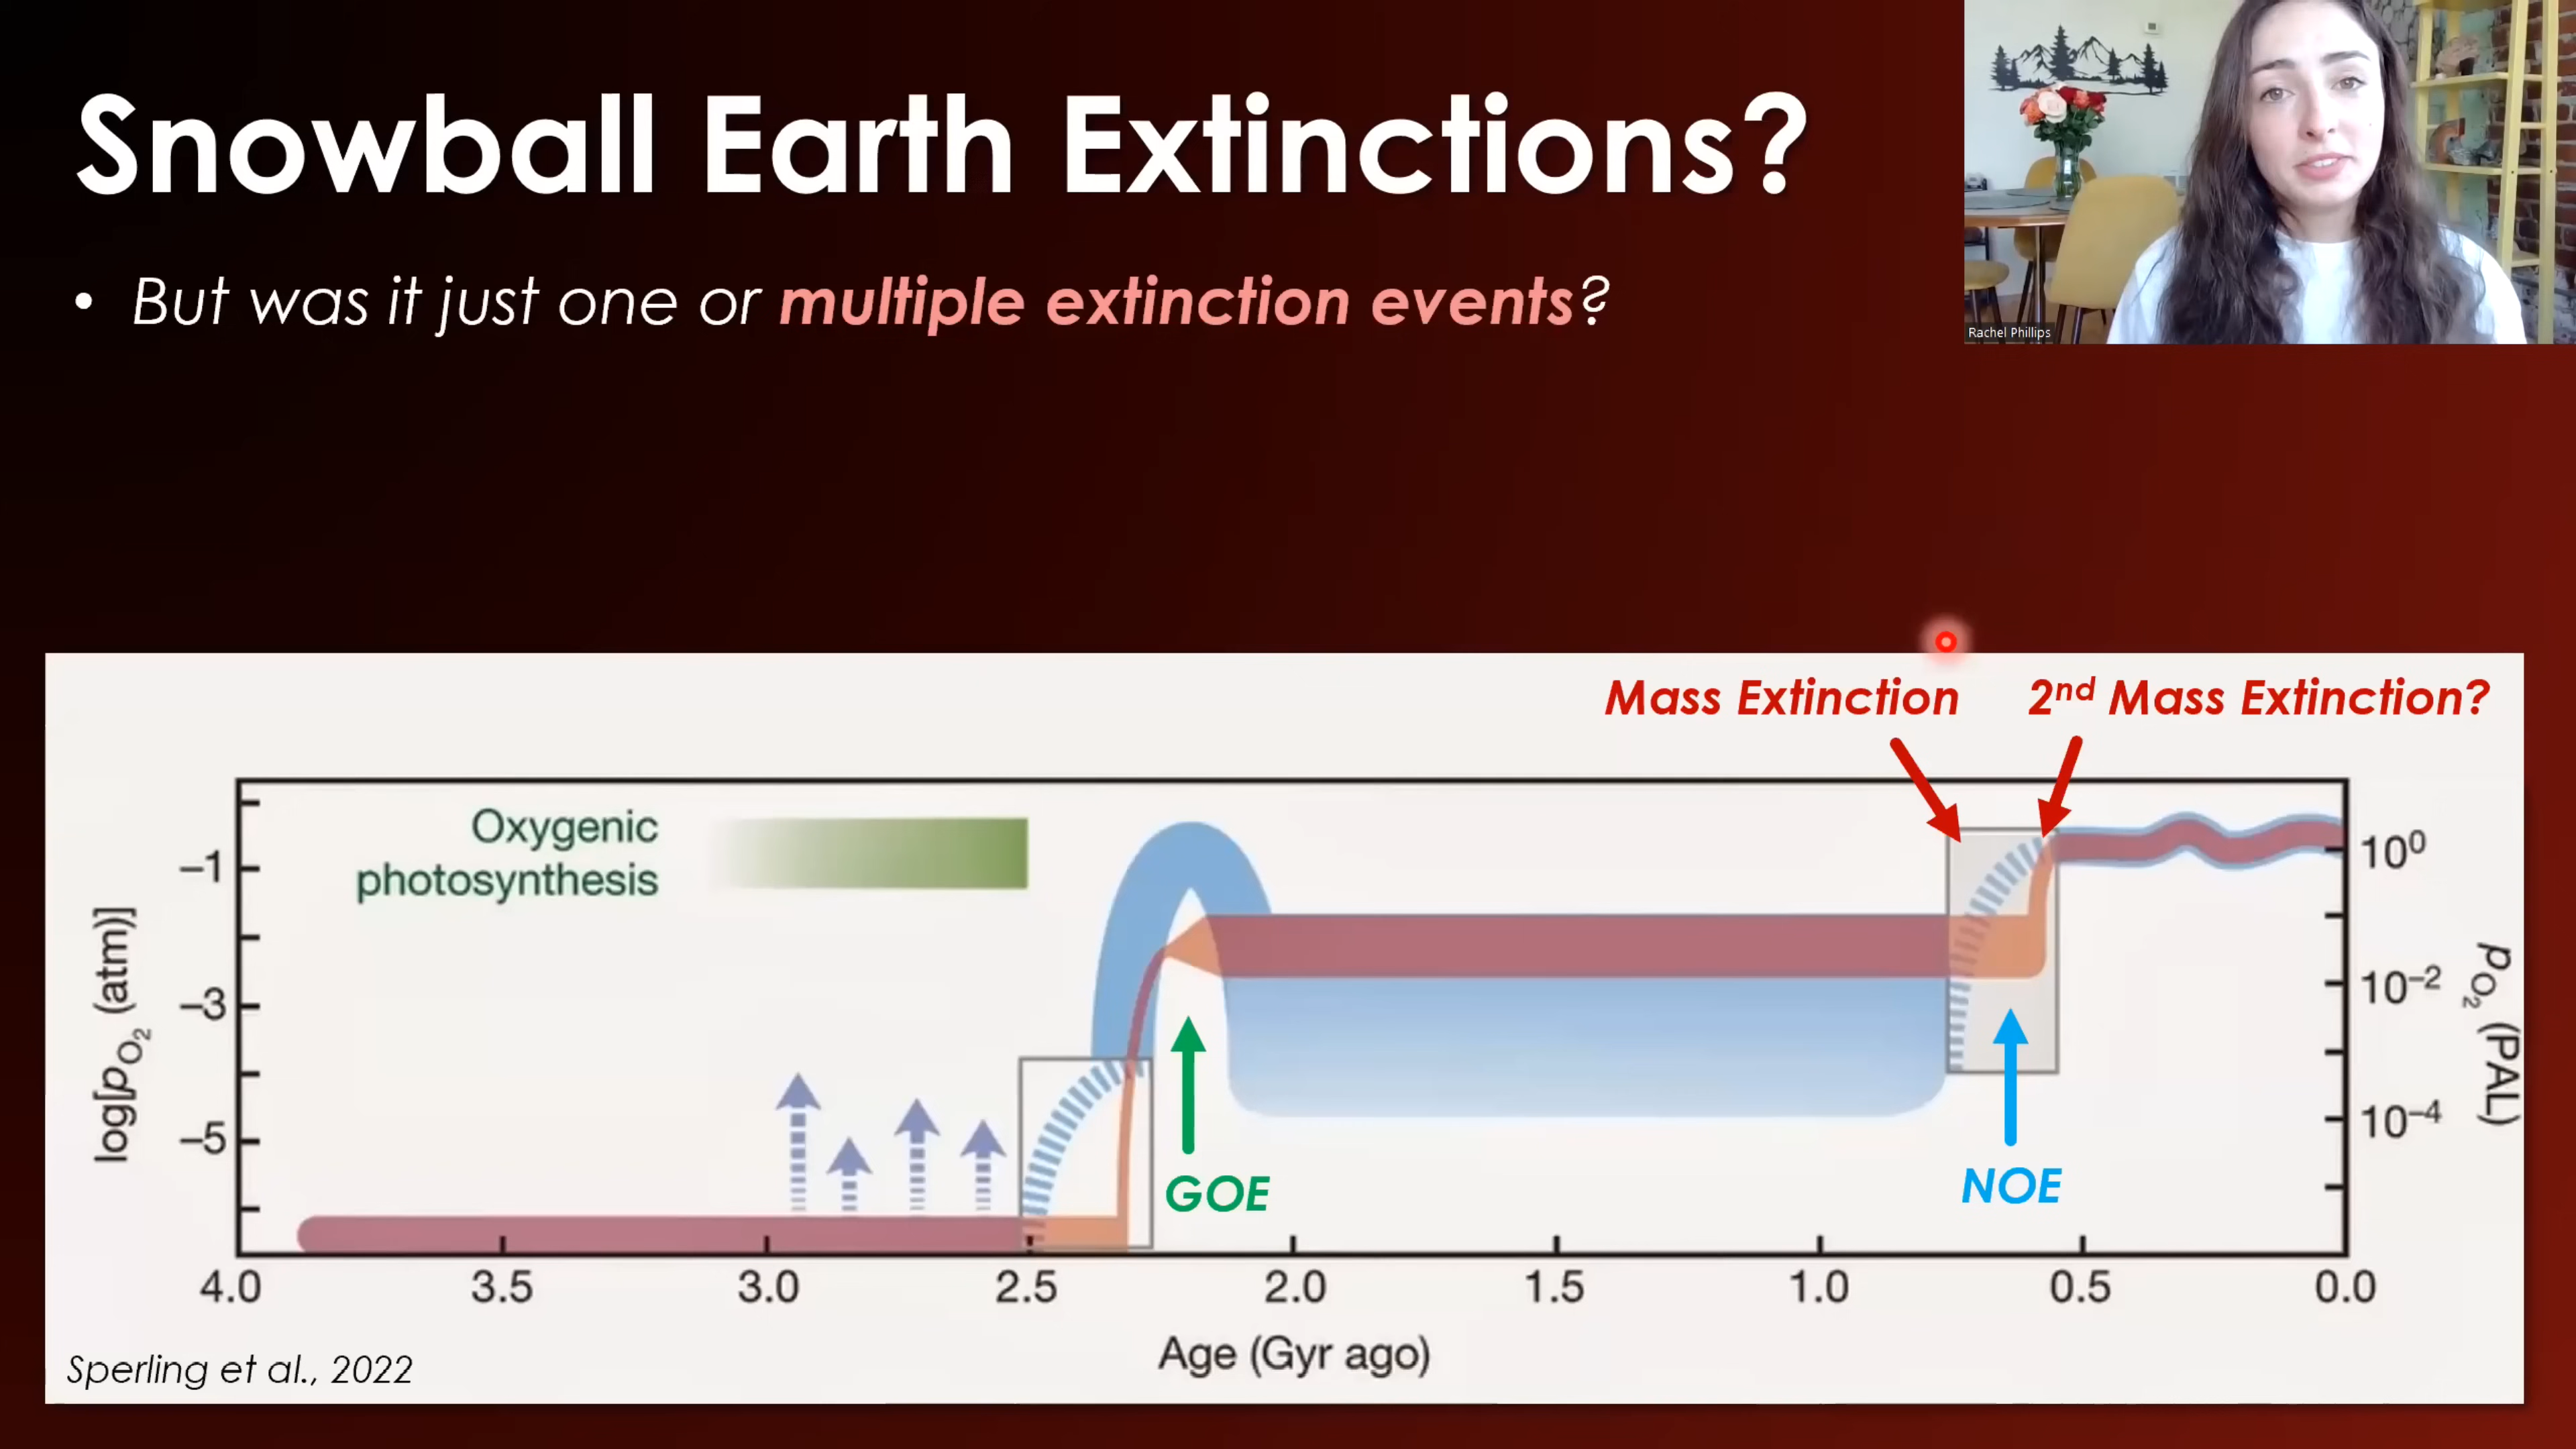 Snowball Earth Extinctions?
• But was it just one or multiple extinction events?
Rachel Phillips
Mass Extinction
2nd Mass Extinction?
Oxygenic
photosynthesis
log[pO2 (atm)]
–1
–3
–5
10⁰
10⁻²
10⁻⁴
pO2 (PAL)
GOE
NOE
4.0 3.5 3.0 2.5 2.0 1.5 1.0 0.5 0.0
Age (Gyr ago)
Sperling et al., 2022